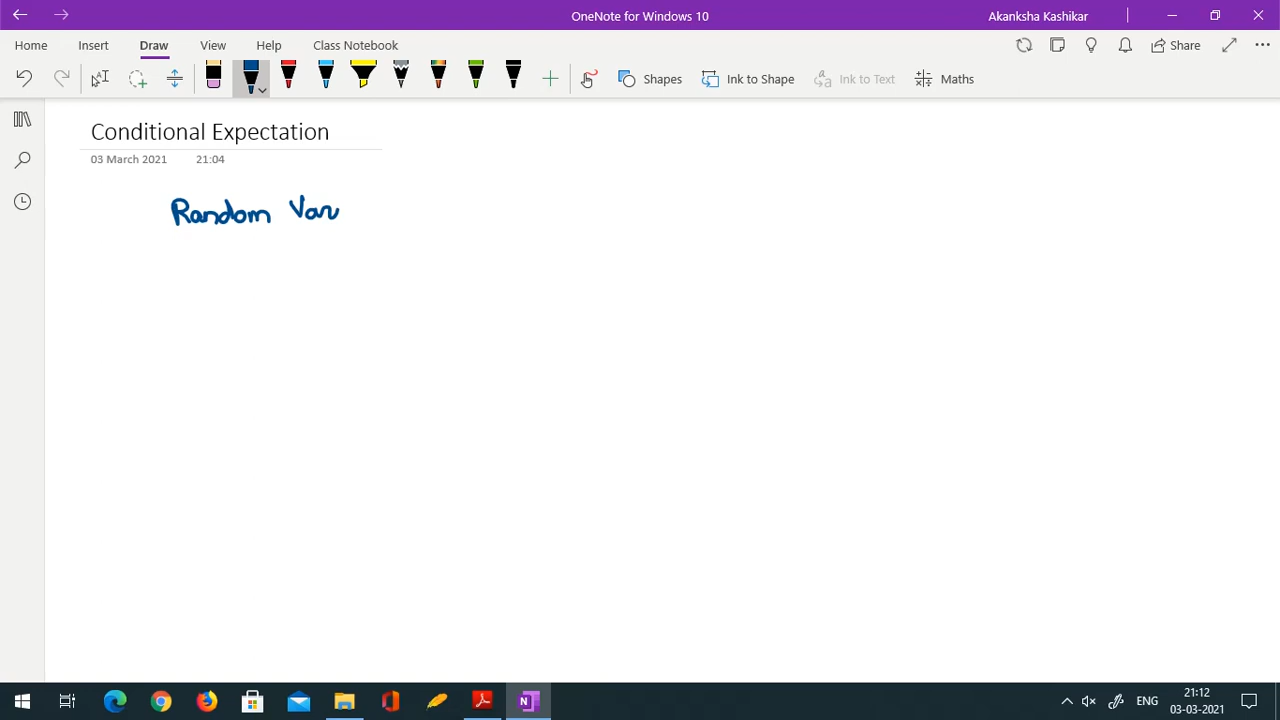 OneNote for Windows 10
Akanksha Kashikar
Home Insert Draw View Help Class Notebook
Share
Shapes Ink to Shape Ink to Text Maths
Conditional Expectation
03 March 2021 21:04
Random Var
ENG
21:12
03-03-2021